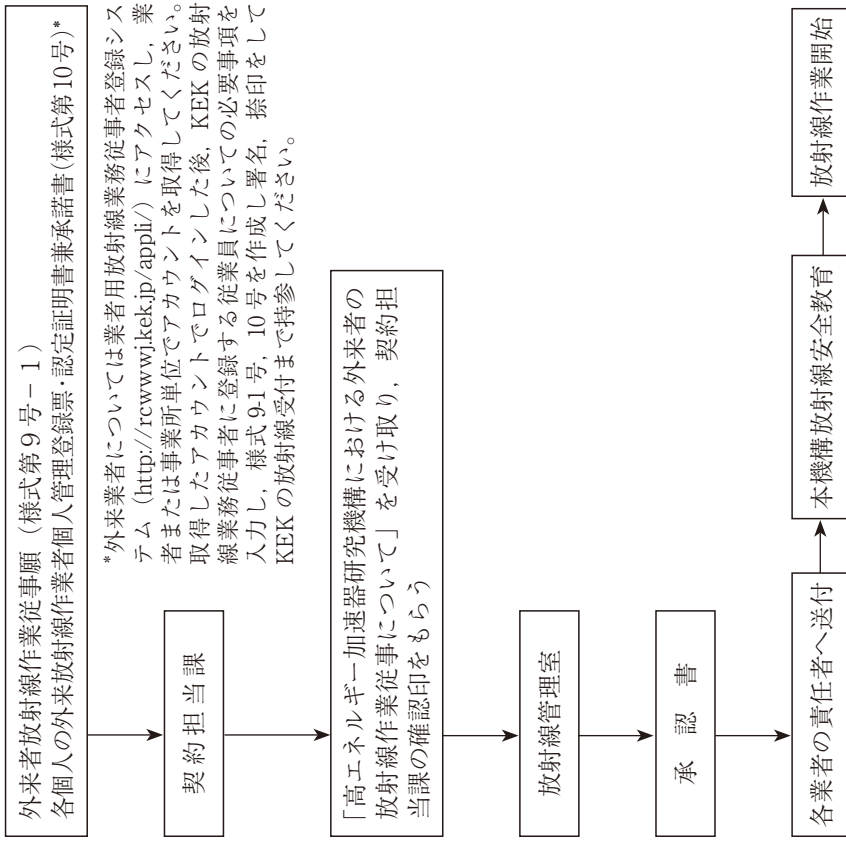 外来者放射線作業従事願（様式第９号－１）
各個人の外来放射線作業者個人管理登録票・認定証明書兼承諾書（様式第10号）*
*外来業者については業者用放射線業務従事者登録シス
テム（http://rcwwwj.kek.jp/appli/）にアクセスし，業
者または事業所単位でアカウントを取得してください。
取得したアカウントでログインした後，KEKの放射
線業務従事者に登録する従業員についての必要事項を
入力し，様式9-1号，10号を作成し署名，捺印をして
KEKの放射線受付まで持参してください。
契約担当課
「高エネルギー加速器研究機構における外来者の
放射線作業従事について」を受け取り，契約担
当課の確認印をもらう
放射線管理室
承認書
各業者の責任者へ送付
本機構放射線安全教育
放射線作業開始